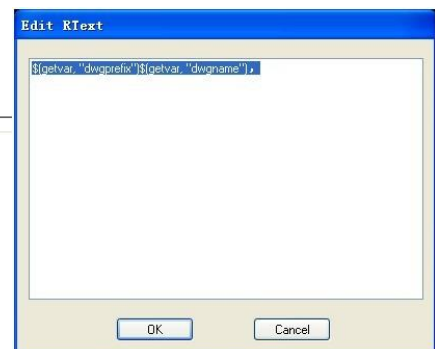 Edit RText
$(getvar, "dwgprefix")$(getvar, "dwgname")，
OK
Cancel